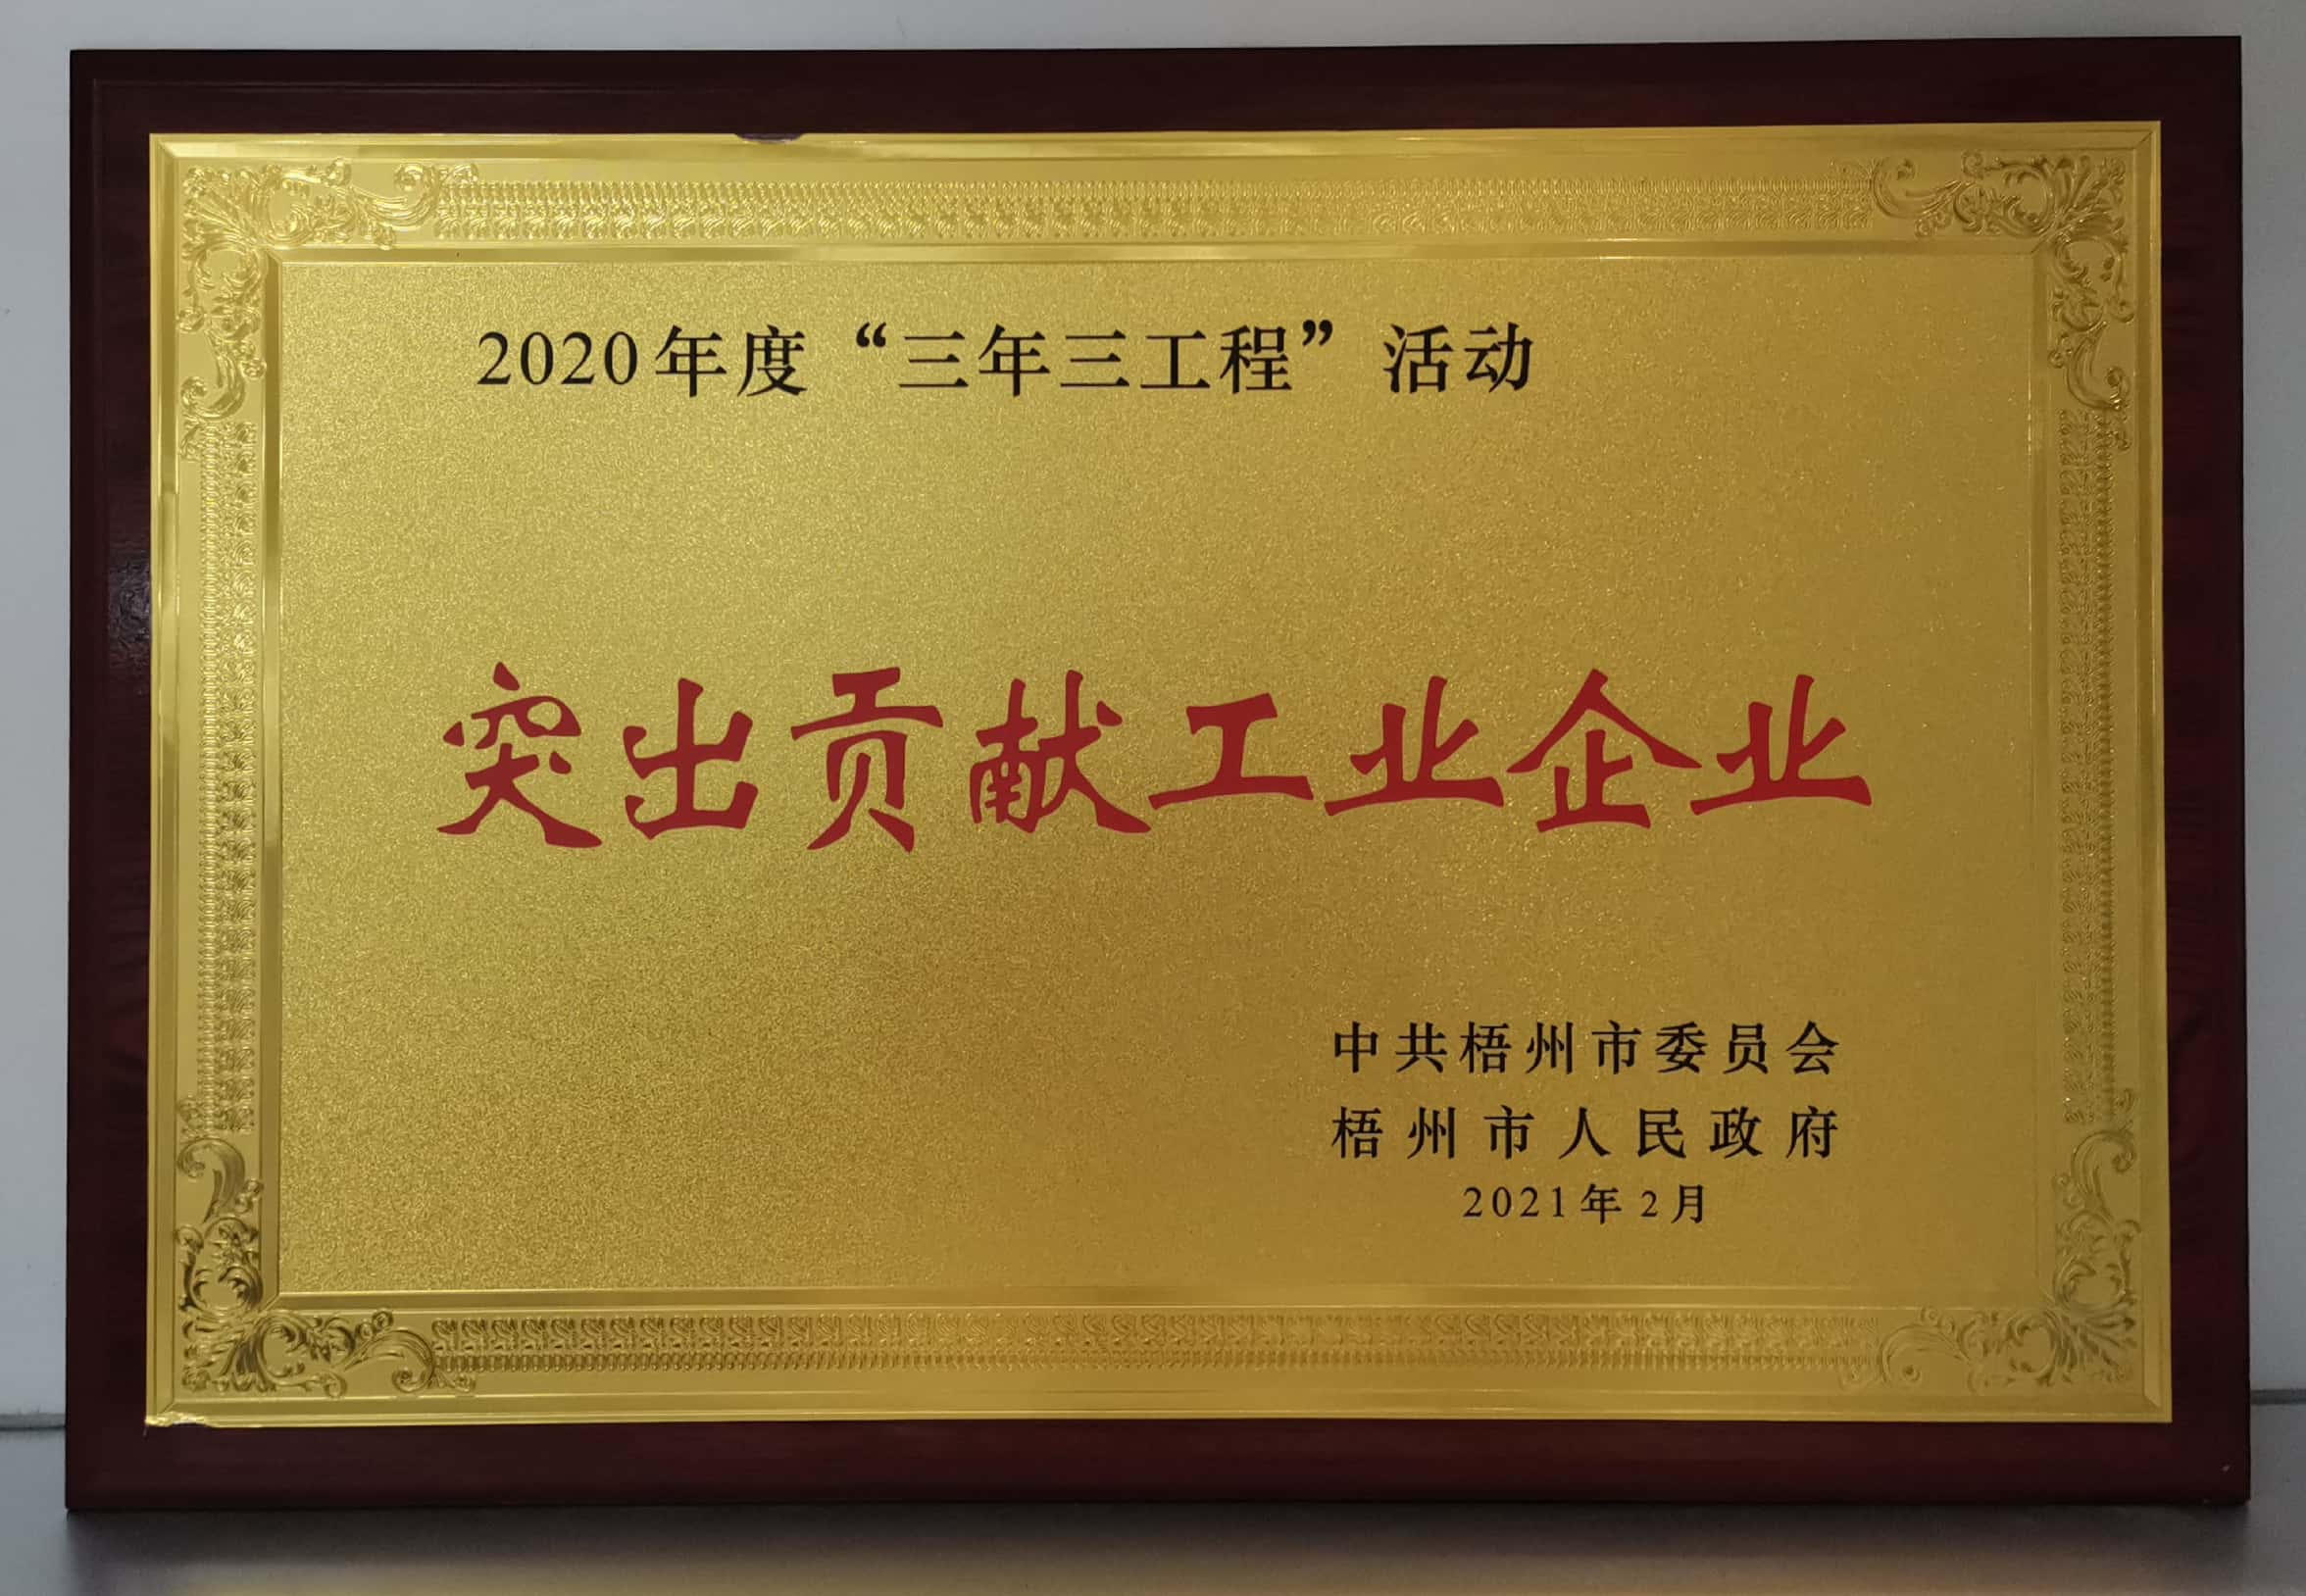 2020年度“三年三工程”活动
突出贡献工业企业
中共梧州市委员会
梧州市人民政府
2021年2月